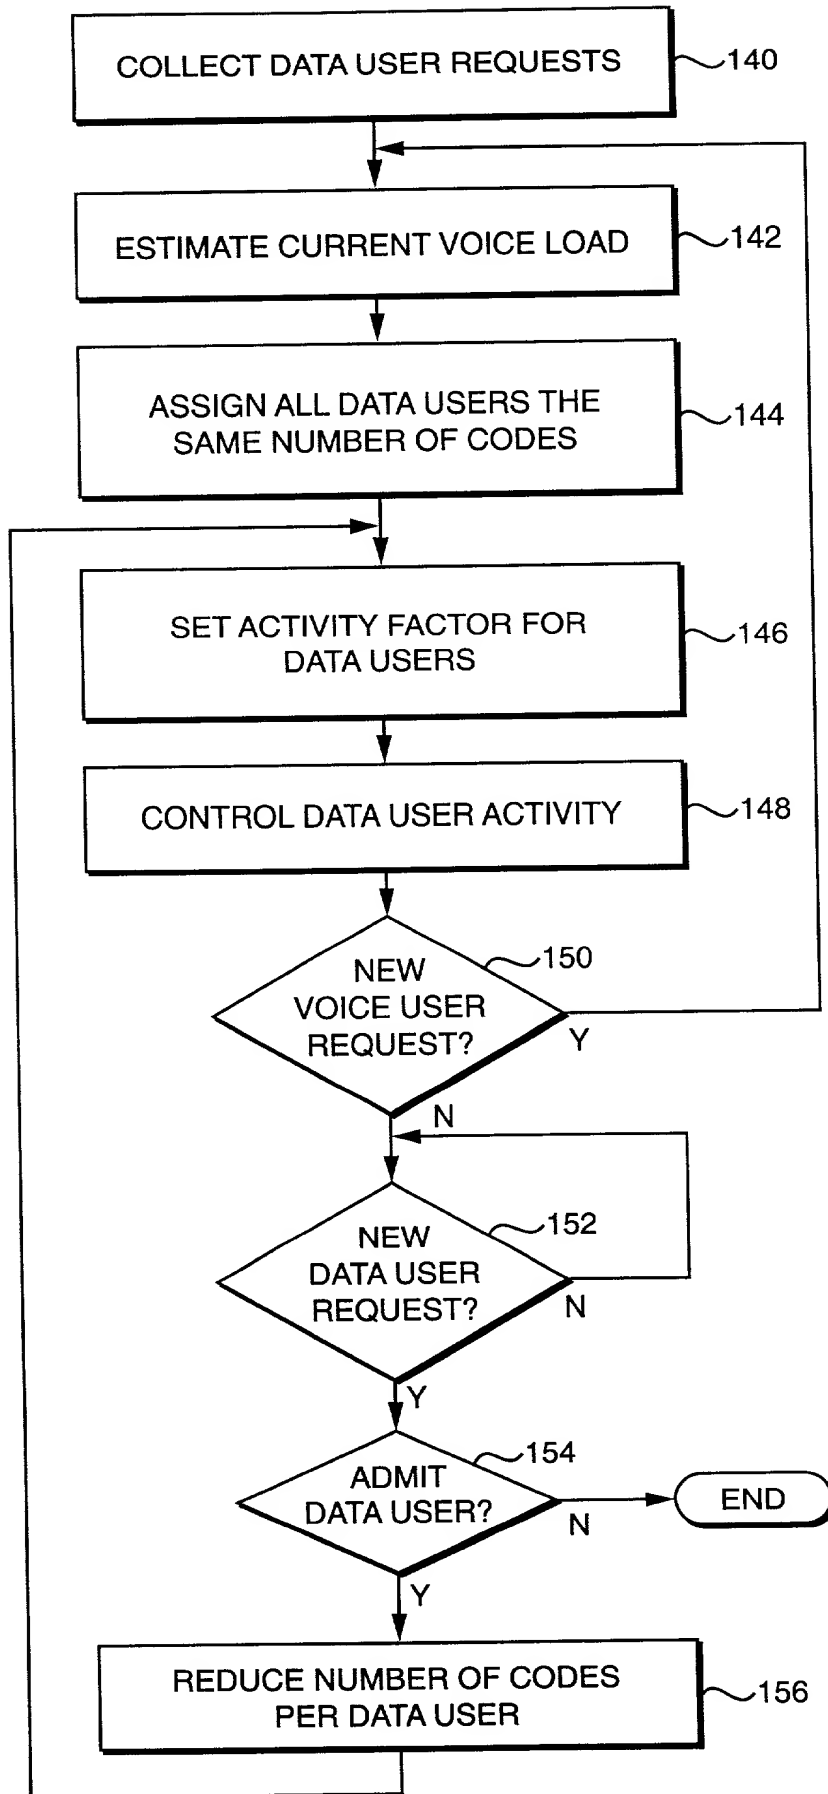 COLLECT DATA USER REQUESTS
140
ESTIMATE CURRENT VOICE LOAD
142
ASSIGN ALL DATA USERS THE
SAME NUMBER OF CODES
144
SET ACTIVITY FACTOR FOR
DATA USERS
146
CONTROL DATA USER ACTIVITY
148
NEW
VOICE USER
REQUEST?
150
Y
N
NEW
DATA USER
REQUEST?
152
N
Y
ADMIT
DATA USER?
154
N
END
Y
REDUCE NUMBER OF CODES
PER DATA USER
156